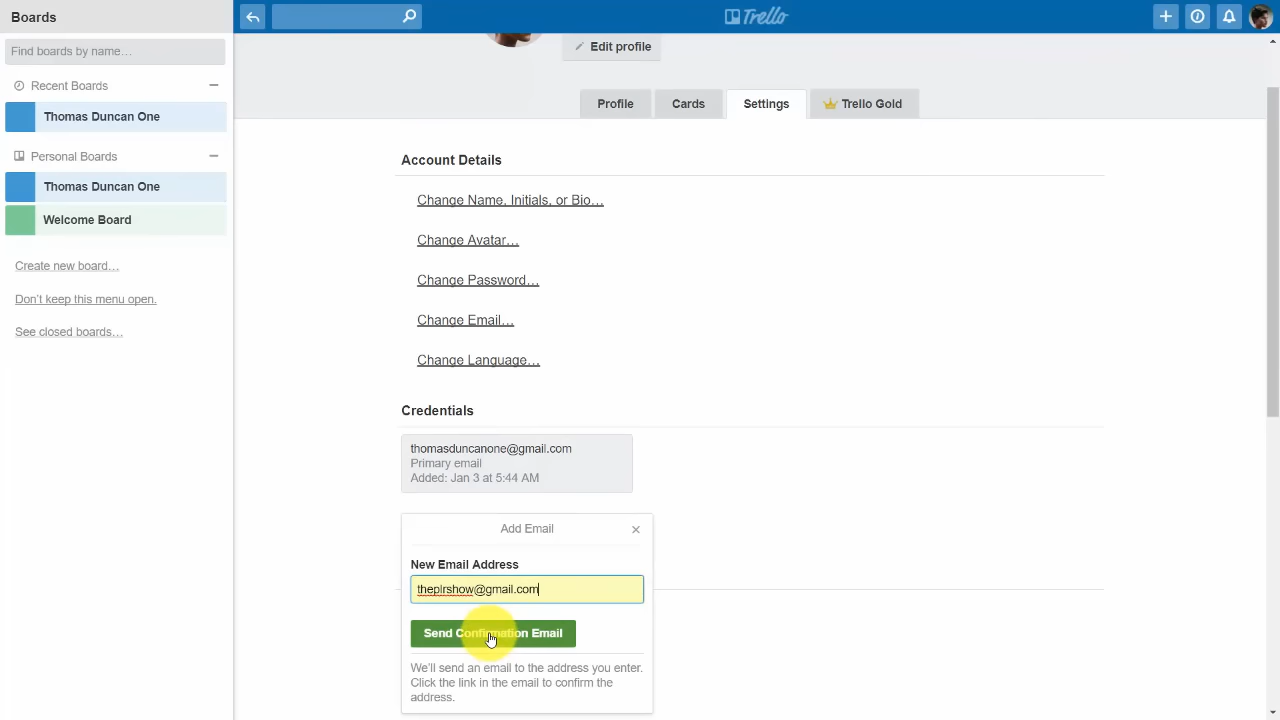 Boards
Trello
Find boards by name…
Edit profile
Recent Boards
Thomas Duncan One
Personal Boards
Thomas Duncan One
Welcome Board
Create new board…
Don't keep this menu open.
See closed boards…
Profile
Cards
Settings
Trello Gold
Account Details
Change Name, Initials, or Bio…
Change Avatar…
Change Password…
Change Email…
Change Language…
Credentials
thomasduncanone@gmail.com
Primary email
Added: Jan 3 at 5:44 AM
Add Email
New Email Address
theplrshow@gmail.com
Send Confirmation Email
We'll send an email to the address you enter.
Click the link in the email to confirm the
address.